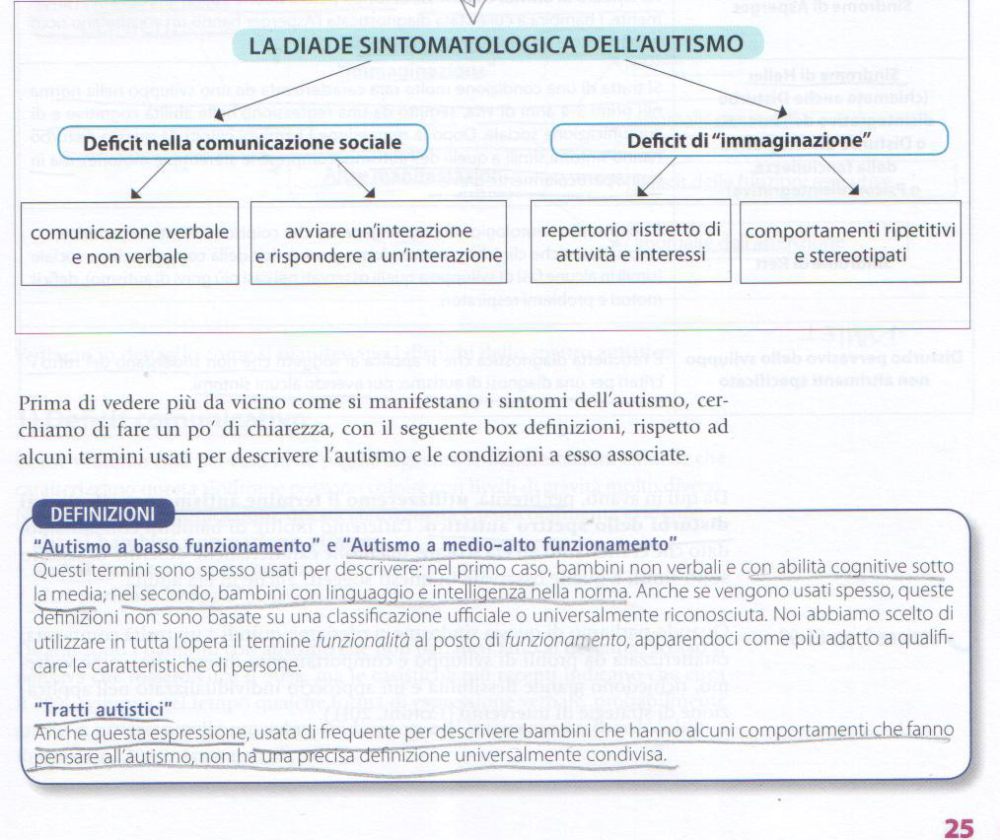 LA DIADE SINTOMATOLOGICA DELL'AUTISMO
Deficit nella comunicazione sociale
Deficit di "immaginazione"
comunicazione verbale
e non verbale
avviare un'interazione
e rispondere a un'interazione
repertorio ristretto di
attività e interessi
comportamenti ripetitivi
e stereotipati
Prima di vedere più da vicino come si manifestano i sintomi dell'autismo, cer-
chiamo di fare un po' di chiarezza, con il seguente box definizioni, rispetto ad
alcuni termini usati per descrivere l'autismo e le condizioni a esso associate.
DEFINIZIONI
"Autismo a basso funzionamento" e "Autismo a medio-alto funzionamento"
Questi termini sono spesso usati per descrivere: nel primo caso, bambini non verbali e con abilità cognitive sotto
la media; nel secondo, bambini con linguaggio e intelligenza nella norma. Anche se vengono usati spesso, queste
definizioni non sono basate su una classificazione ufficiale o universalmente riconosciuta. Noi abbiamo scelto di
utilizzare in tutta l'opera il termine funzionalità al posto di funzionamento, apparendoci come più adatto a qualifi-
care le caratteristiche di persone.
"Tratti autistici"
Anche questa espressione, usata di frequente per descrivere bambini che hanno alcuni comportamenti che fanno
pensare all'autismo, non ha una precisa definizione universalmente condivisa.
25